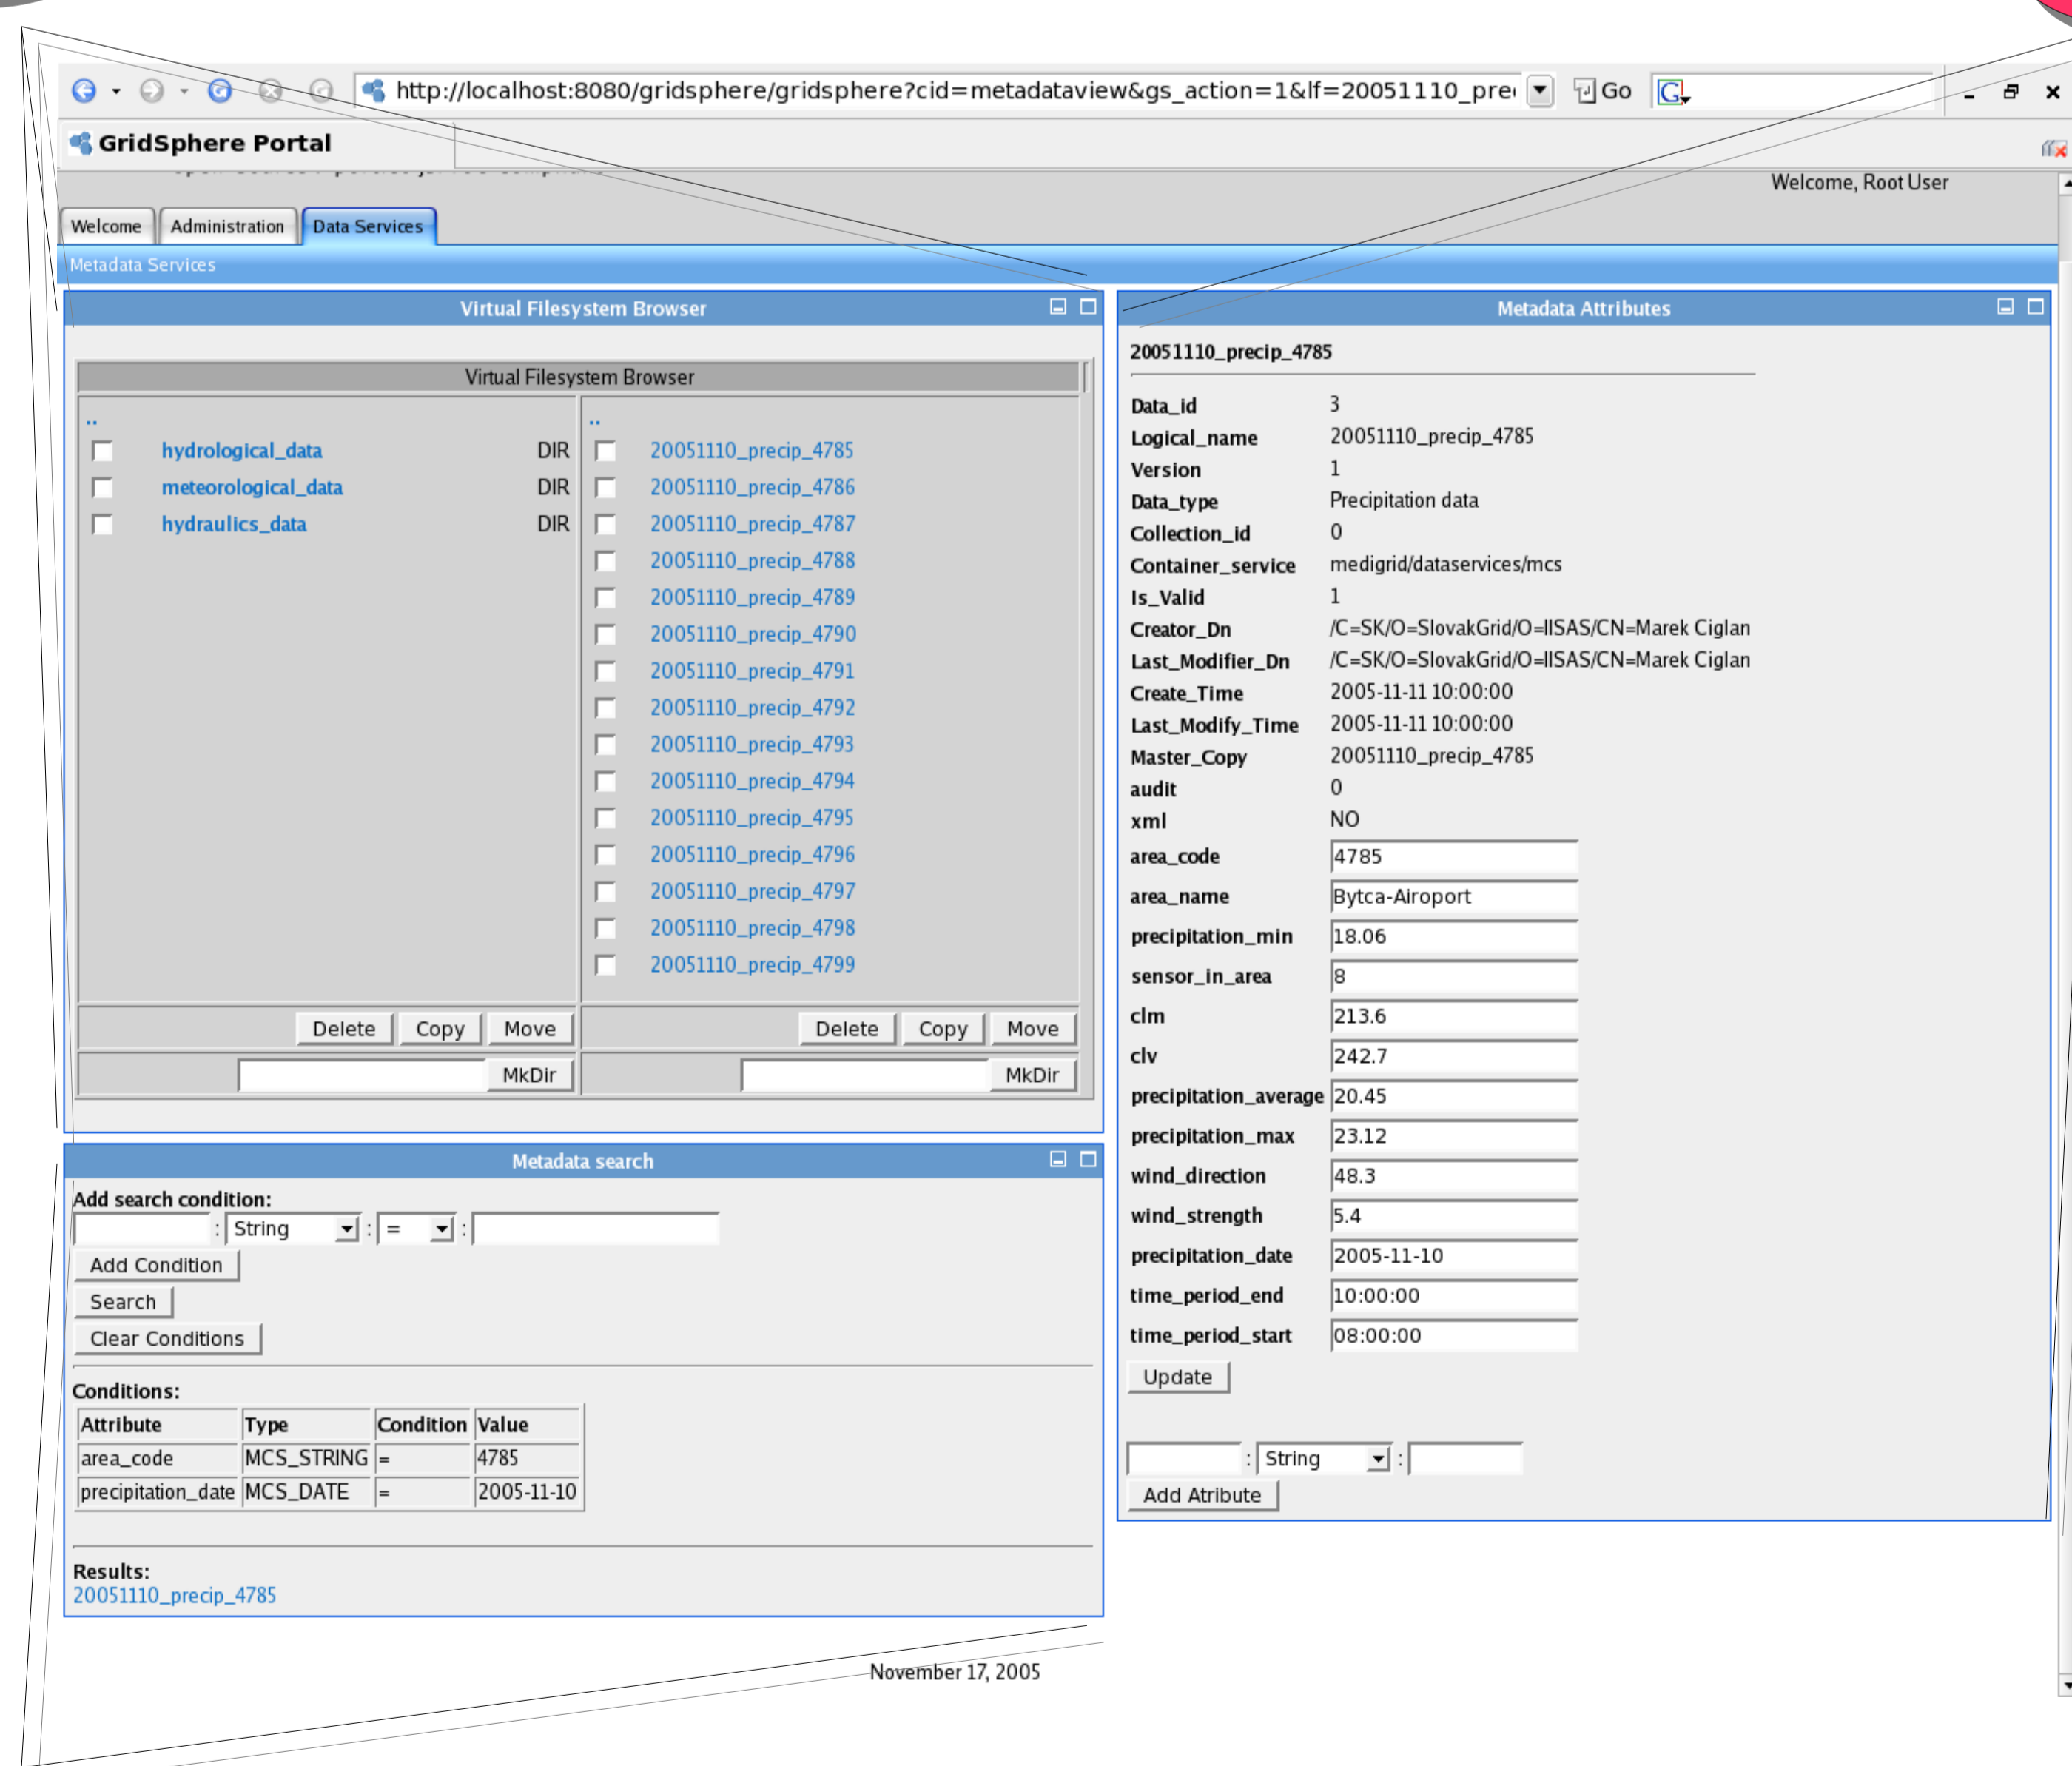 http://localhost:8080/gridsphere/gridsphere?cid=metadataview&gs_action=1&lf=20051110_pre
Go
GridSphere Portal
Welcome, Root User
Welcome Administration Data Services
Metadata Services
Virtual Filesystem Browser
Virtual Filesystem Browser
.. ..
hydrological_data DIR 20051110_precip_4785
meteorological_data DIR 20051110_precip_4786
hydraulics_data DIR 20051110_precip_4787
20051110_precip_4788
20051110_precip_4789
20051110_precip_4790
20051110_precip_4791
20051110_precip_4792
20051110_precip_4793
20051110_precip_4794
20051110_precip_4795
20051110_precip_4796
20051110_precip_4797
20051110_precip_4798
20051110_precip_4799
Delete Copy Move Delete Copy Move
MkDir MkDir
Metadata search
Add search condition:
: String : = :
Add Condition
Search
Clear Conditions
Conditions:
Attribute Type Condition Value
area_code MCS_STRING = 4785
precipitation_date MCS_DATE = 2005-11-10
Results:
20051110_precip_4785
Metadata Attributes
20051110_precip_4785
Data_id 3
Logical_name 20051110_precip_4785
Version 1
Data_type Precipitation data
Collection_id 0
Container_service medigrid/dataservices/mcs
Is_Valid 1
Creator_Dn /C=SK/O=SlovakGrid/O=IISAS/CN=Marek Ciglan
Last_Modifier_Dn /C=SK/O=SlovakGrid/O=IISAS/CN=Marek Ciglan
Create_Time 2005-11-11 10:00:00
Last_Modify_Time 2005-11-11 10:00:00
Master_Copy 20051110_precip_4785
audit 0
xml NO
area_code 4785
area_name Bytca-Airoport
precipitation_min 18.06
sensor_in_area 8
clm 213.6
clv 242.7
precipitation_average 20.45
precipitation_max 23.12
wind_direction 48.3
wind_strength 5.4
precipitation_date 2005-11-10
time_period_end 10:00:00
time_period_start 08:00:00
Update
: String :
Add Atribute
November 17, 2005